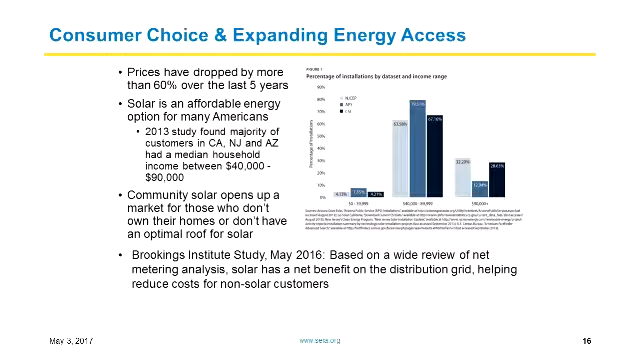 Consumer Choice & Expanding Energy Access
• Prices have dropped by more
than 60% over the last 5 years
• Solar is an affordable energy
option for many Americans
• 2013 study found majority of
customers in CA, NJ and AZ
had a median household
income between $40,000 -
$90,000
• Community solar opens up a
market for those who don't
own their homes or don't have
an optimal roof for solar
• Brookings Institute Study, May 2016: Based on a wide review of net
metering analysis, solar has a net benefit on the distribution grid, helping
reduce costs for non-solar customers
FIGURE 1
Percentage of installations by dataset and income range
Percentage of installations
90%
80%
70%
60%
50%
40%
30%
20%
10%
0%
NJCEP
APS
CSI
$0 - 39,999
$40,000 - 89,999
$90,000+
May 3, 2017
www.seia.org
16